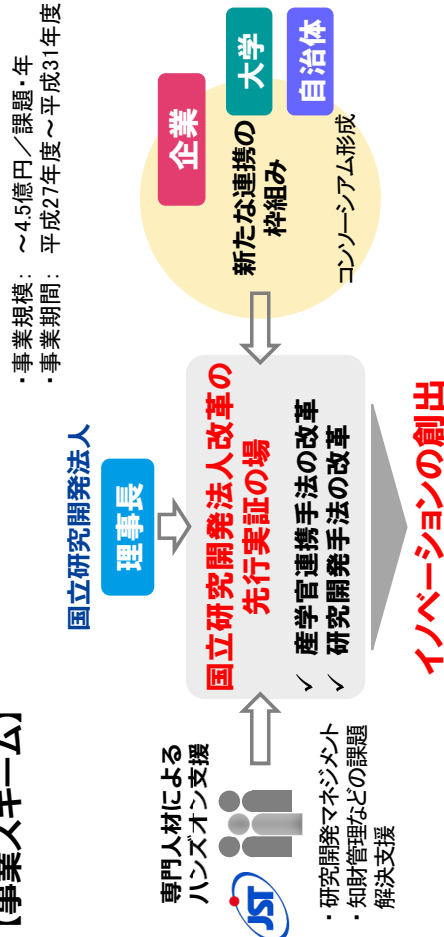 【事業スキーム】
・事業規模： ～4.5億円／課題・年
・事業期間： 平成27年度～平成31年度
国立研究開発法人
理事長
専門人材による
ハンズオン支援
JST
・研究開発マネジメント
・知財管理などの課題
解決支援
国立研究開発法人改革の
先行実証の場
✓ 産学官連携手法の改革
✓ 研究開発手法の改革
企業
大学
自治体
新たな連携の
枠組み
コンソーシアム形成
イノベーションの創出